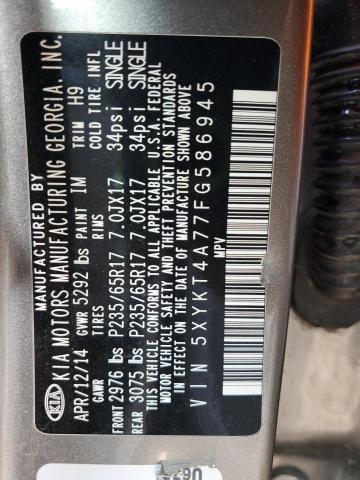 KIA
MANUFACTURED BY
KIA MOTORS MANUFACTURING GEORGIA, INC.
APR/12/14 GVWR 5292 lbs PAINT IM TRIM H9
GAWR TIRES RIMS COLD TIRE INFL
FRONT 2976 lbs P235/65R17 7.0JX17 34psi SINGLE
REAR 3075 lbs P235/65R17 7.0JX17 34psi SINGLE
THIS VEHICLE CONFORMS TO ALL APPLICABLE U.S.A. FEDERAL
MOTOR VEHICLE SAFETY AND THEFT PREVENTION STANDARDS
IN EFFECT ON THE DATE OF MANUFACTURE SHOWN ABOVE.
VIN 5XYKT4A77FG586945
MPV